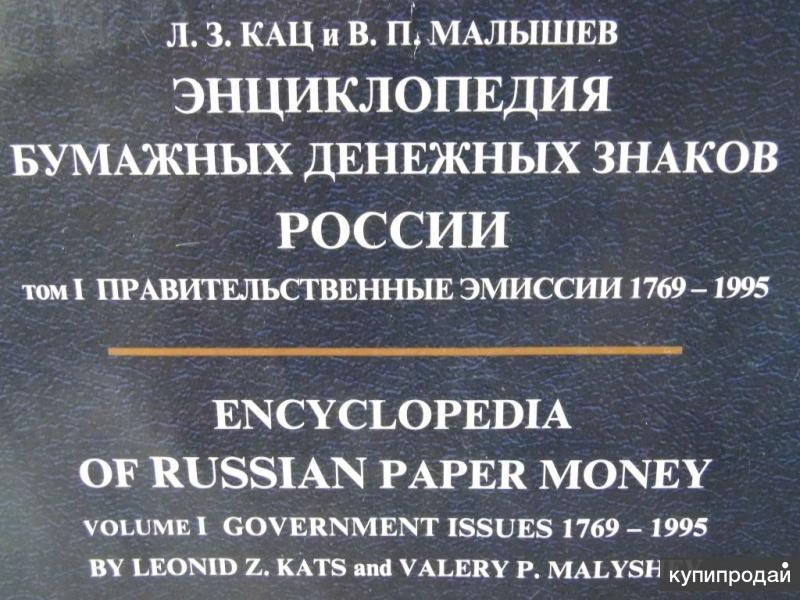 Л. З. КАЦ и В. П. МАЛЫШЕВ
ЭНЦИКЛОПЕДИЯ
БУМАЖНЫХ ДЕНЕЖНЫХ ЗНАКОВ
РОССИИ
том I ПРАВИТЕЛЬСТВЕННЫЕ ЭМИССИИ 1769 – 1995
ENCYCLOPEDIA
OF RUSSIAN PAPER MONEY
VOLUME I GOVERNMENT ISSUES 1769 – 1995
BY LEONID Z. KATS and VALERY P.
купипродай